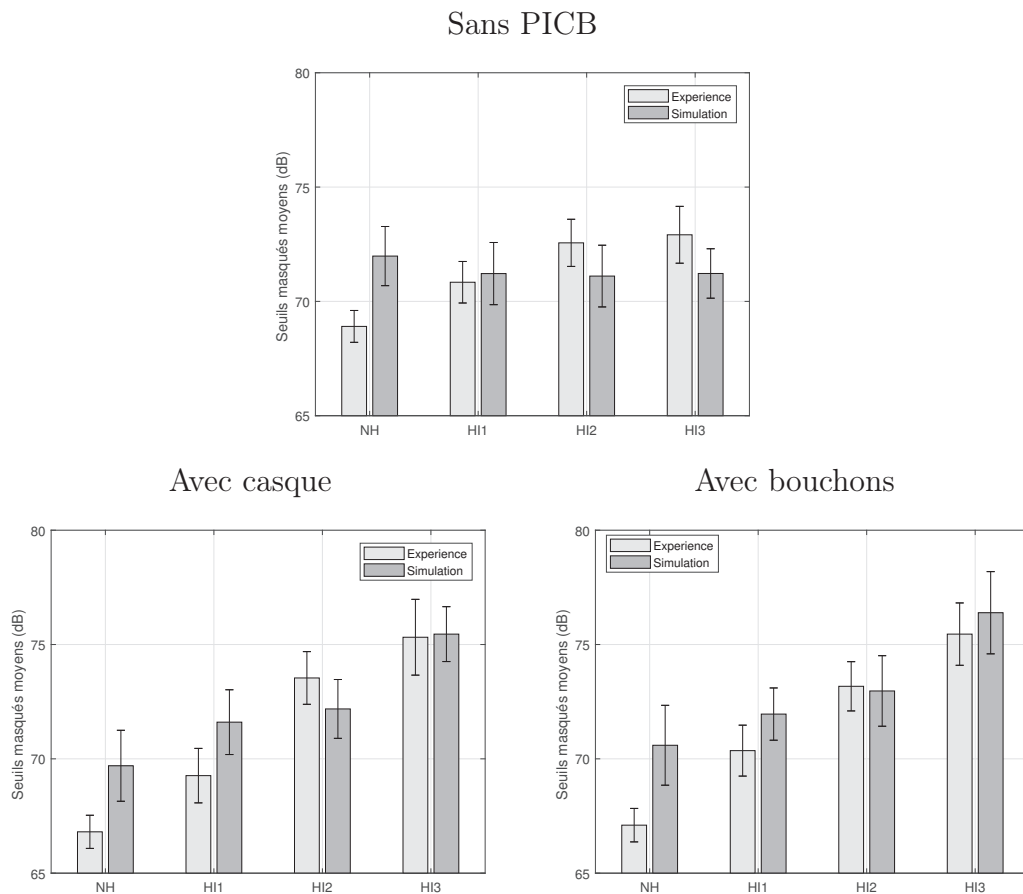 Sans PICB
80
75
70
65
Seuils masqués moyens (dB)
Experience
Simulation
NH HI1 HI2 HI3
Avec casque
80
75
70
65
Seuils masqués moyens (dB)
Experience
Simulation
NH HI1 HI2 HI3
Avec bouchons
80
75
70
65
Seuils masqués moyens (dB)
Experience
Simulation
NH HI1 HI2 HI3